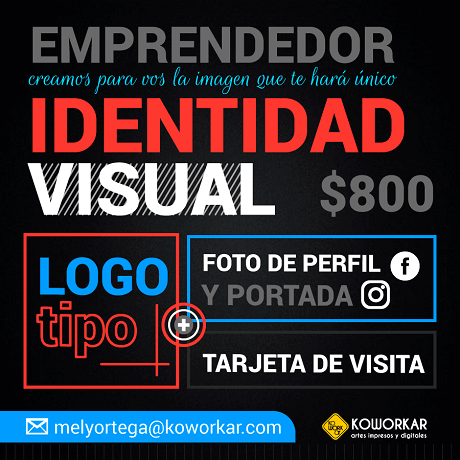 EMPRENDEDOR
creamos para vos la imagen que te hará único
IDENTIDAD
VISUAL $800
LOGO
tipo
FOTO DE PERFIL
Y PORTADA
TARJETA DE VISITA
melyortega@koworkar.com
KOWORKAR
artes impresos y digitales